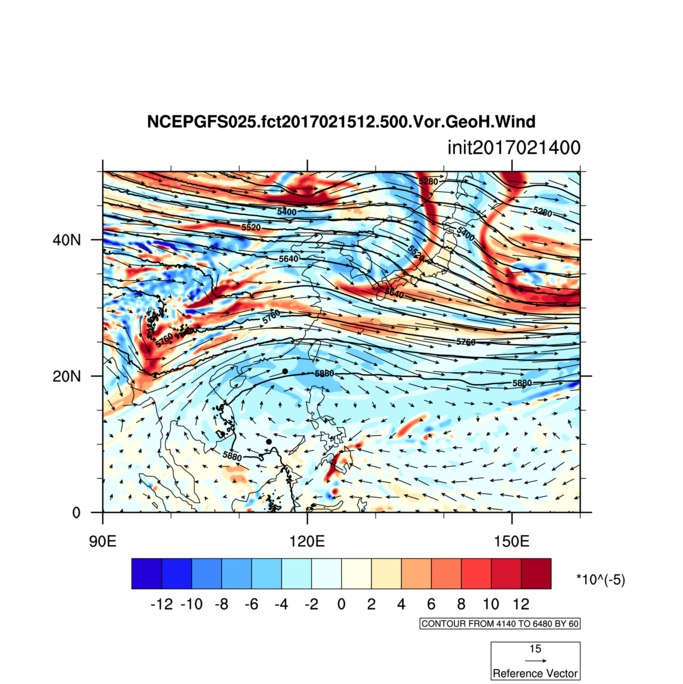 NCEPGFS025.fct2017021512.500.Vor.GeoH.Wind
init2017021400
5280
5400
5280
5520
5400
40N
5640
5520
5640
5760
5760
5760
20N
5880
5880
5880
0
90E 120E 150E
-12 -10 -8 -6 -4 -2 0 2 4 6 8 10 12
*10^(-5)
CONTOUR FROM 4140 TO 6480 BY 60
15
Reference Vector